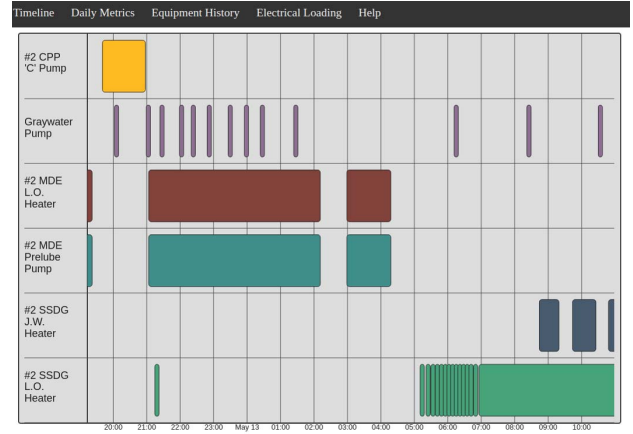 Timeline Daily Metrics Equipment History Electrical Loading Help
#2 CPP
'C' Pump
Graywater
Pump
#2 MDE
L.O.
Heater
#2 MDE
Prelube
Pump
#2 SSDG
J.W.
Heater
#2 SSDG
L.O.
Heater
20:00 21:00 22:00 23:00 May 13 01:00 02:00 03:00 04:00 05:00 06:00 07:00 08:00 09:00 10:00